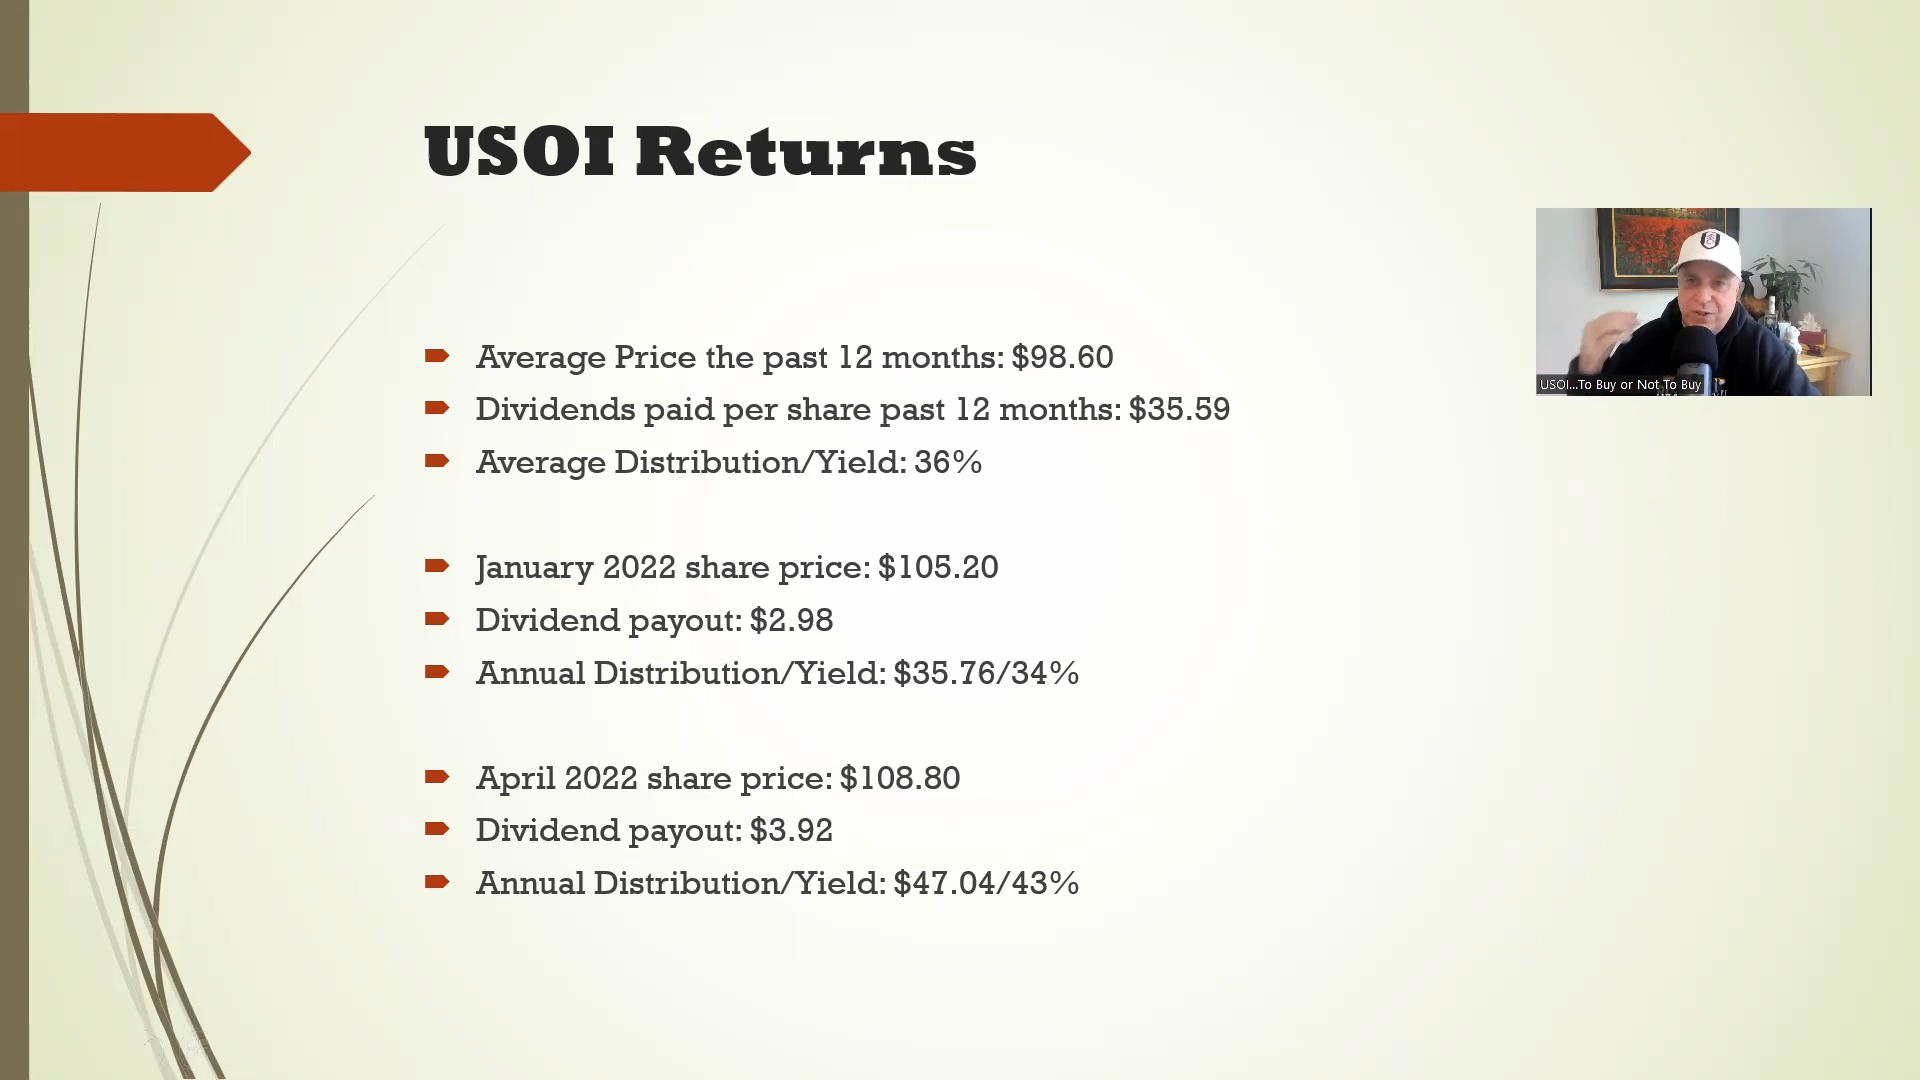 USOI Returns
Average Price the past 12 months: $98.60
Dividends paid per share past 12 months: $35.59
Average Distribution/Yield: 36%
January 2022 share price: $105.20
Dividend payout: $2.98
Annual Distribution/Yield: $35.76/34%
April 2022 share price: $108.80
Dividend payout: $3.92
Annual Distribution/Yield: $47.04/43%
USOI...To Buy or Not To Buy